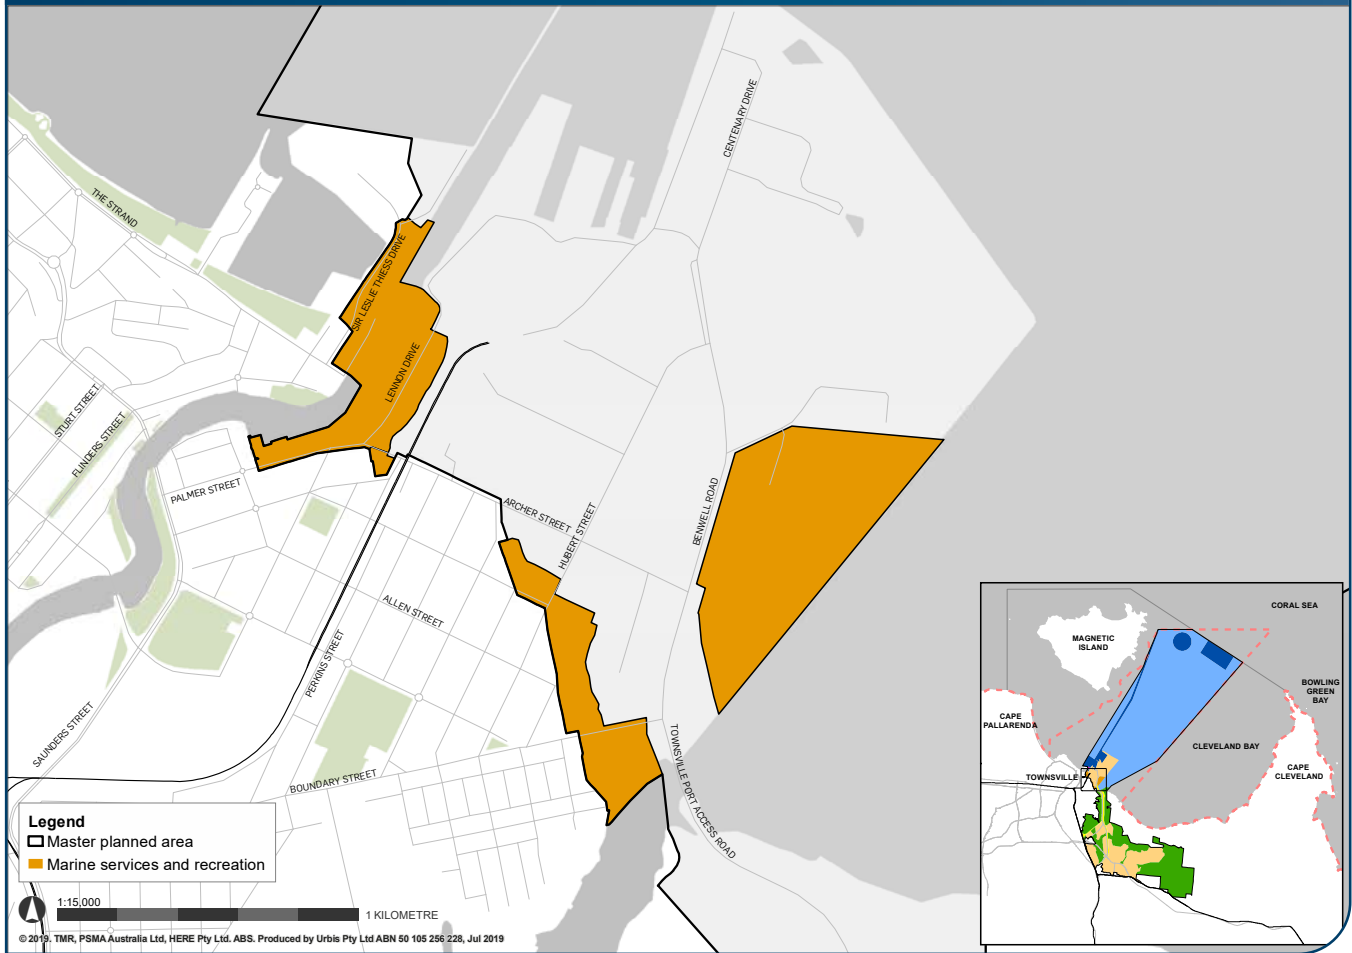 CENTENARY DRIVE
THE STRAND
SIR LESLIE THIESS DRIVE
LENNON DRIVE
STURT STREET
FLINDERS STREET
PALMER STREET
ARCHER STREET
HUBERT STREET
BENWELL ROAD
ALLEN STREET
PERKINS STREET
SAUNDERS STREET
BOUNDARY STREET
TOWNSVILLE PORT ACCESS ROAD
CORAL SEA
MAGNETIC
ISLAND
BOWLING
GREEN
BAY
CAPE
PALLARENDA
CLEVELAND BAY
CAPE
CLEVELAND
TOWNSVILLE
Legend
Master planned area
Marine services and recreation
1:15,000
1 KILOMETRE
© 2019. TMR, PSMA Australia Ltd, HERE Pty Ltd. ABS. Produced by Urbis Pty Ltd ABN 50 105 256 228, Jul 2019